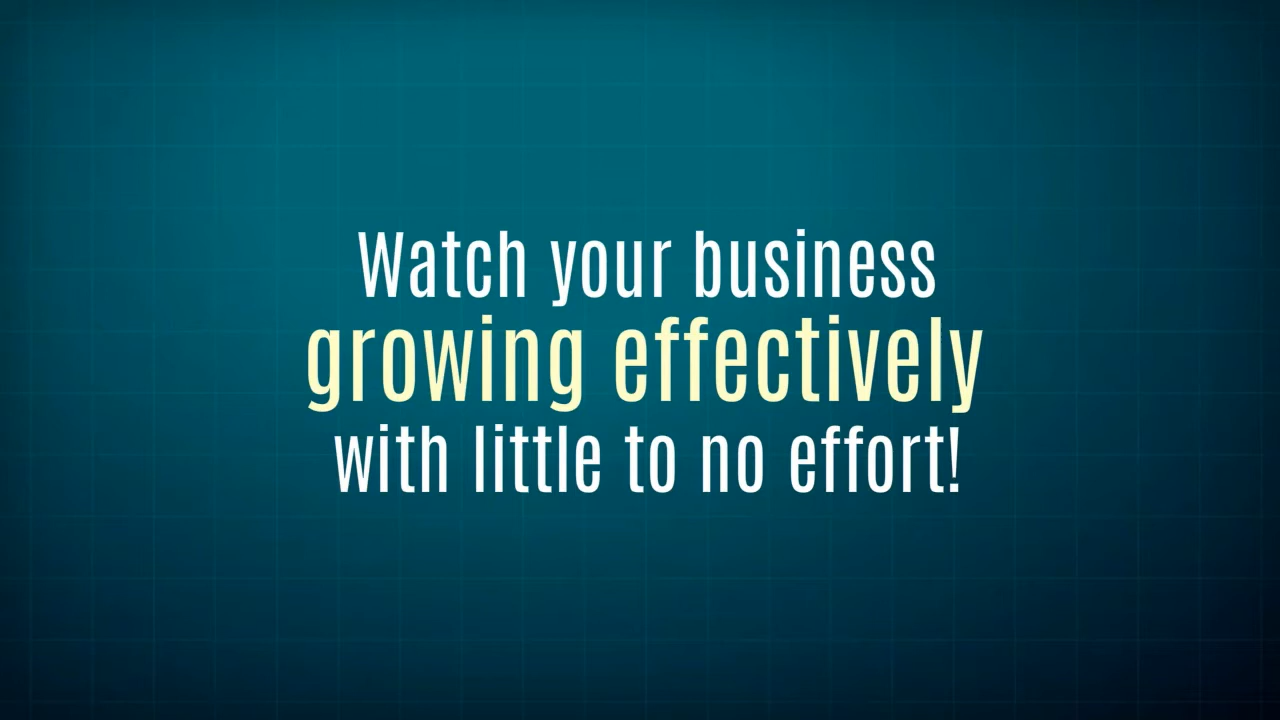 Watch your business
growing effectively
with little to no effort!